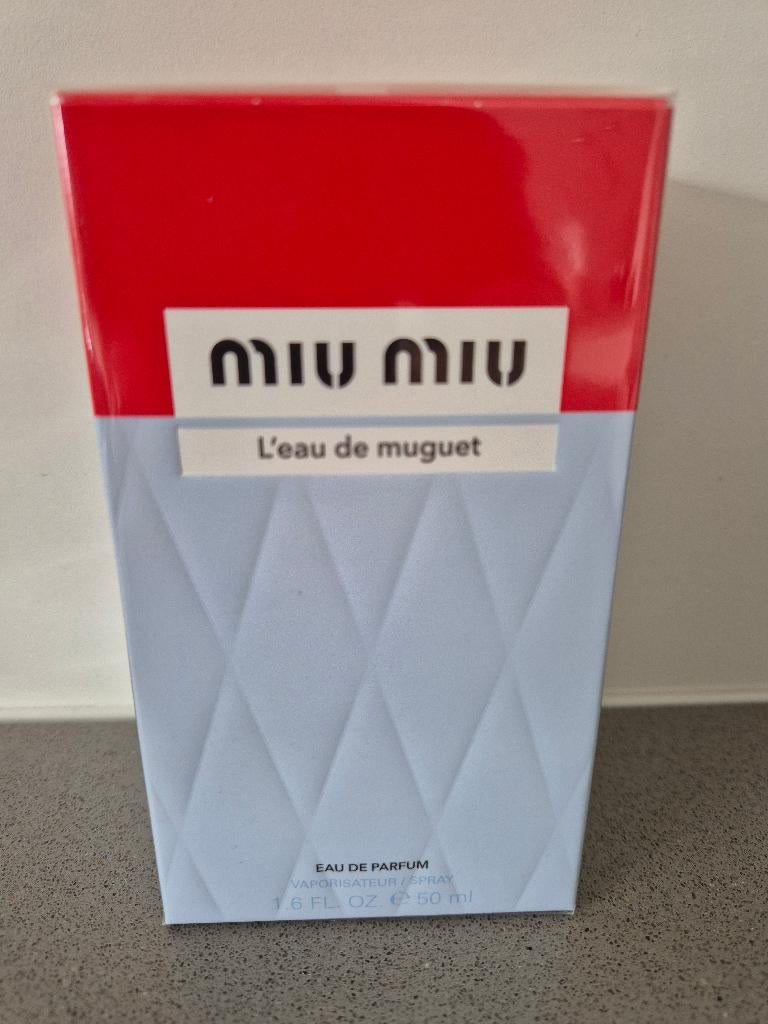 miu miu
L'eau de muguet
EAU DE PARFUM
VAPORISATEUR / SPRAY
1.6 FL. OZ. ℮ 50 ml